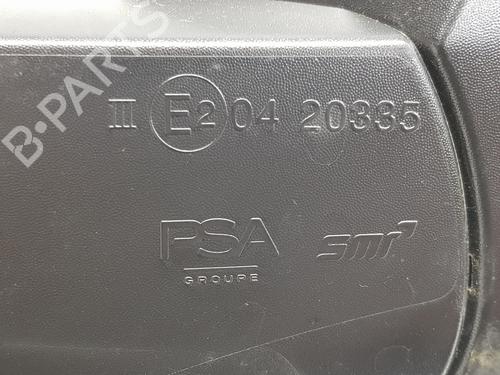 B-PARTS
III E2 04 20335
PSA
GROUPE
smr